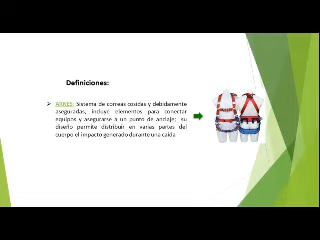 Definiciones:
ARNES: Sistema de correas cosidas y debidamente
aseguradas, incluye elementos para conectar
equipos y asegurarse a un punto de anclaje; su
diseño permite distribuir en varias partes del
cuerpo el impacto generado durante una caída